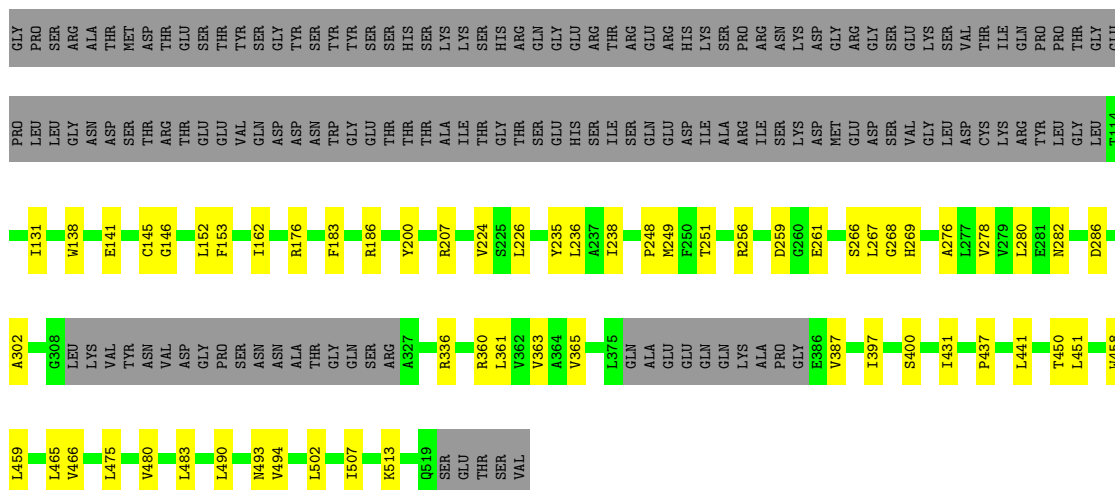 GLY PRO SER ARG ALA THR MET ASP THR GLU SER THR TYR SER GLY TYR SER TYR TYR SER SER HIS SER LYS LYS SER HIS ARG GLN GLY GLU ARG THR ARG GLU ARG HIS LYS SER PRO ARG ASN LYS ASP GLY ARG GLY SER GLU LYS SER VAL THR ILE GLN PRO PRO THR GLY GLU
PRO LEU LEU GLY ASN ASP SER THR ARG THR GLU GLU VAL GLN ASP ASP ASN TRP GLY GLU THR THR THR ALA ILE THR GLY THR SER GLU HIS SER ILE SER GLN GLU ASP ILE ALA ARG ILE SER LYS ASP MET GLU ASP SER VAL GLY LEU ASP CYS LYS ARG TYR LEU GLY LEU T114
I131 W138 E141 C145 G146 L152 F153 I162 R176 F183 R186 Y200 R207 V224 S225 L226 Y235 L236 A237 I238 P248 M249 F250 T251 R256 D259 G260 E261 S266 L267 G268 H269 A276 L277 V278 V279 L280 E281 N282 D286
A302 G308 LEU LYS VAL TYR ASN VAL ASP GLY PRO SER ASN ASN ALA THR GLY GLN SER ARG A327 R336 R360 L361 V362 V363 A364 V365 L375 GLN ALA GLU GLU GLN GLN LYS ALA PRO GLY E386 V387 I397 S400 I431 P437 L441 T450 L451 W458
L459 L465 V466 L475 V480 L483 L490 N493 V494 L502 I507 K513 Q519 SER GLU THR SER VAL